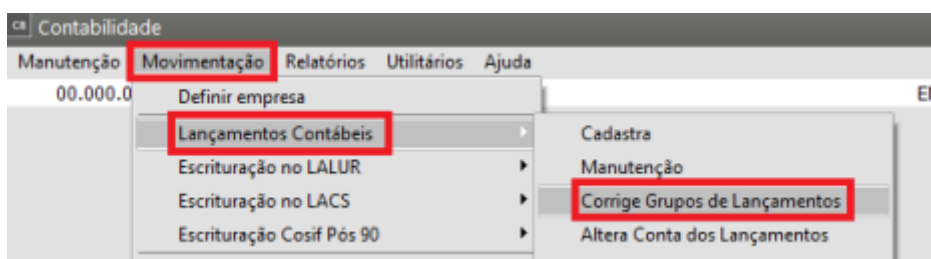 CB Contabilidade
Manutenção Movimentação Relatórios Utilitários Ajuda
00.000.0
Definir empresa
Lançamentos Contábeis Cadastra
Escrituração no LALUR Manutenção
Escrituração no LACS Corrige Grupos de Lançamentos
Escrituração Cosif Pós 90 Altera Conta dos Lançamentos